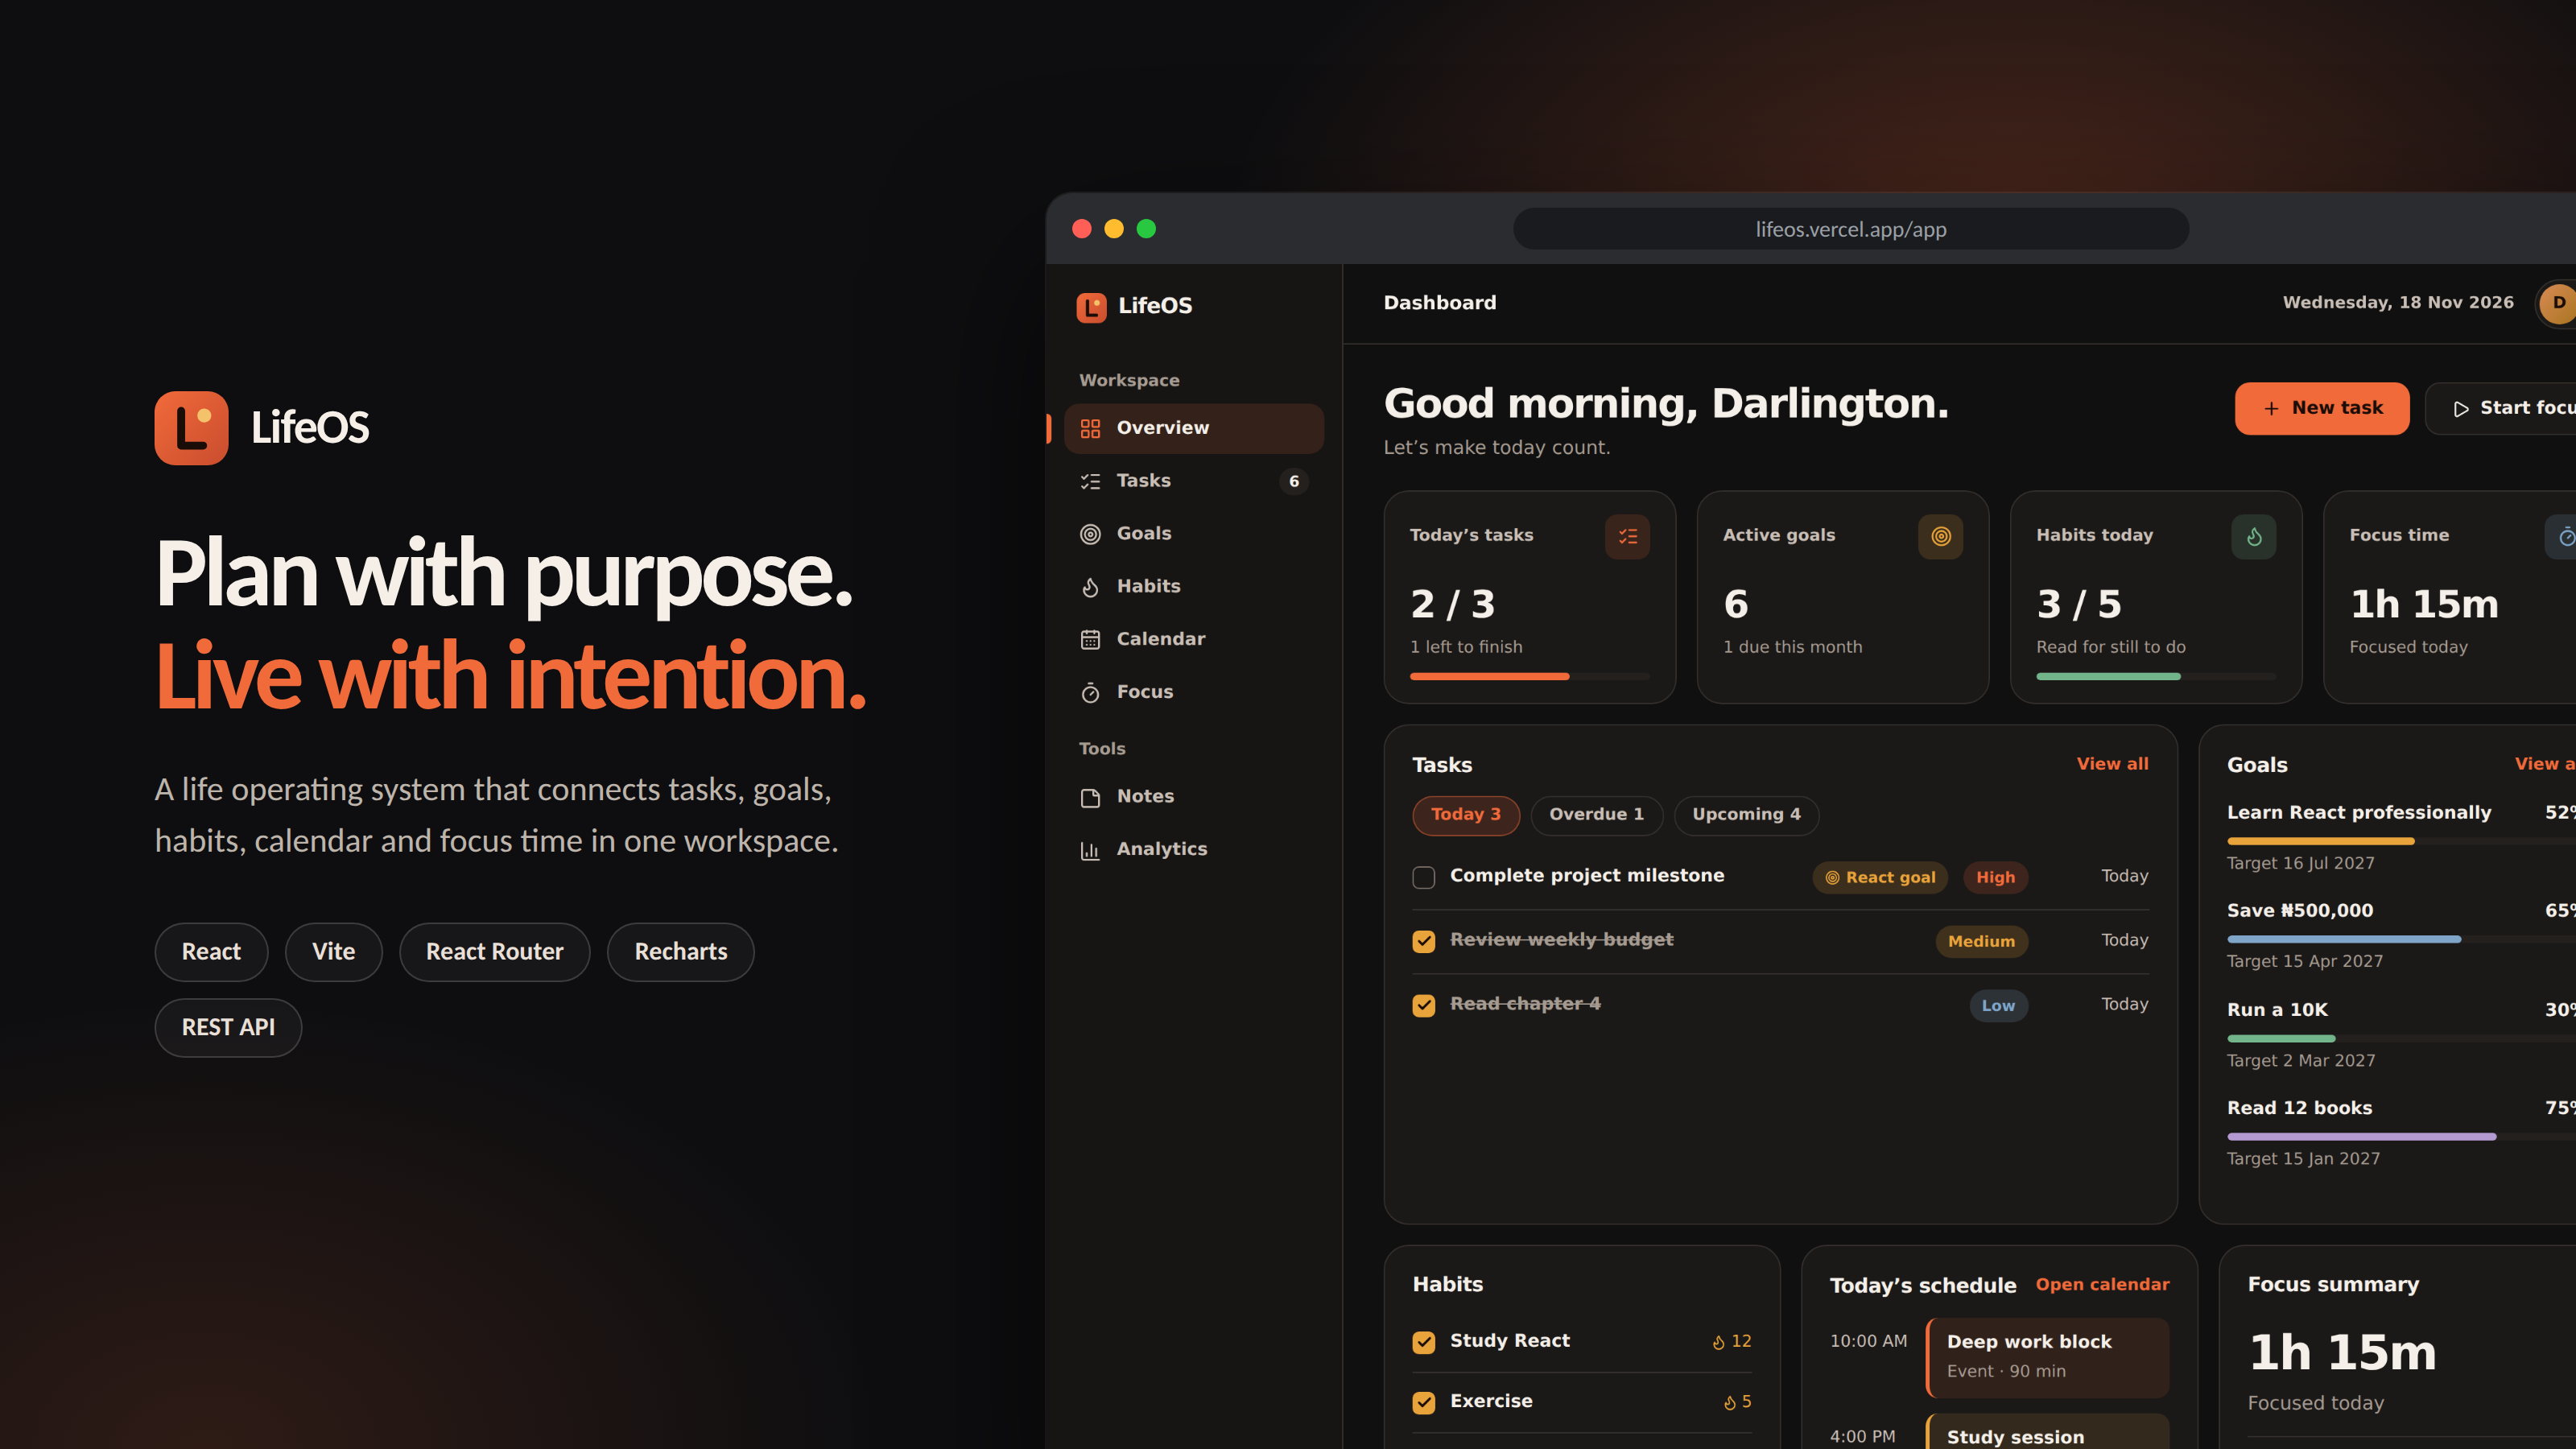 LifeOS
Plan with purpose.
Live with intention.
A life operating system that connects tasks, goals,
habits, calendar and focus time in one workspace.
React
Vite
React Router
Recharts
REST API
lifeos.vercel.app/app
LifeOS
Workspace
Overview
Tasks 6
Goals
Habits
Calendar
Focus
Tools
Notes
Analytics
Dashboard
Wednesday, 18 Nov 2026
D
Good morning, Darlington.
Let’s make today count.
+ New task
Start focu
Today’s tasks
2 / 3
1 left to finish
Active goals
6
1 due this month
Habits today
3 / 5
Read for still to do
Focus time
1h 15m
Focused today
Tasks
View all
Today 3
Overdue 1
Upcoming 4
Complete project milestone React goal High Today
Review weekly budget Medium Today
Read chapter 4 Low Today
Goals
View a
Learn React professionally 52%
Target 16 Jul 2027
Save ₦500,000 65%
Target 15 Apr 2027
Run a 10K 30%
Target 2 Mar 2027
Read 12 books 75%
Target 15 Jan 2027
Habits
Study React 12
Exercise 5
Today’s schedule
Open calendar
10:00 AM
Deep work block
Event · 90 min
4:00 PM
Study session
Focus summary
1h 15m
Focused today